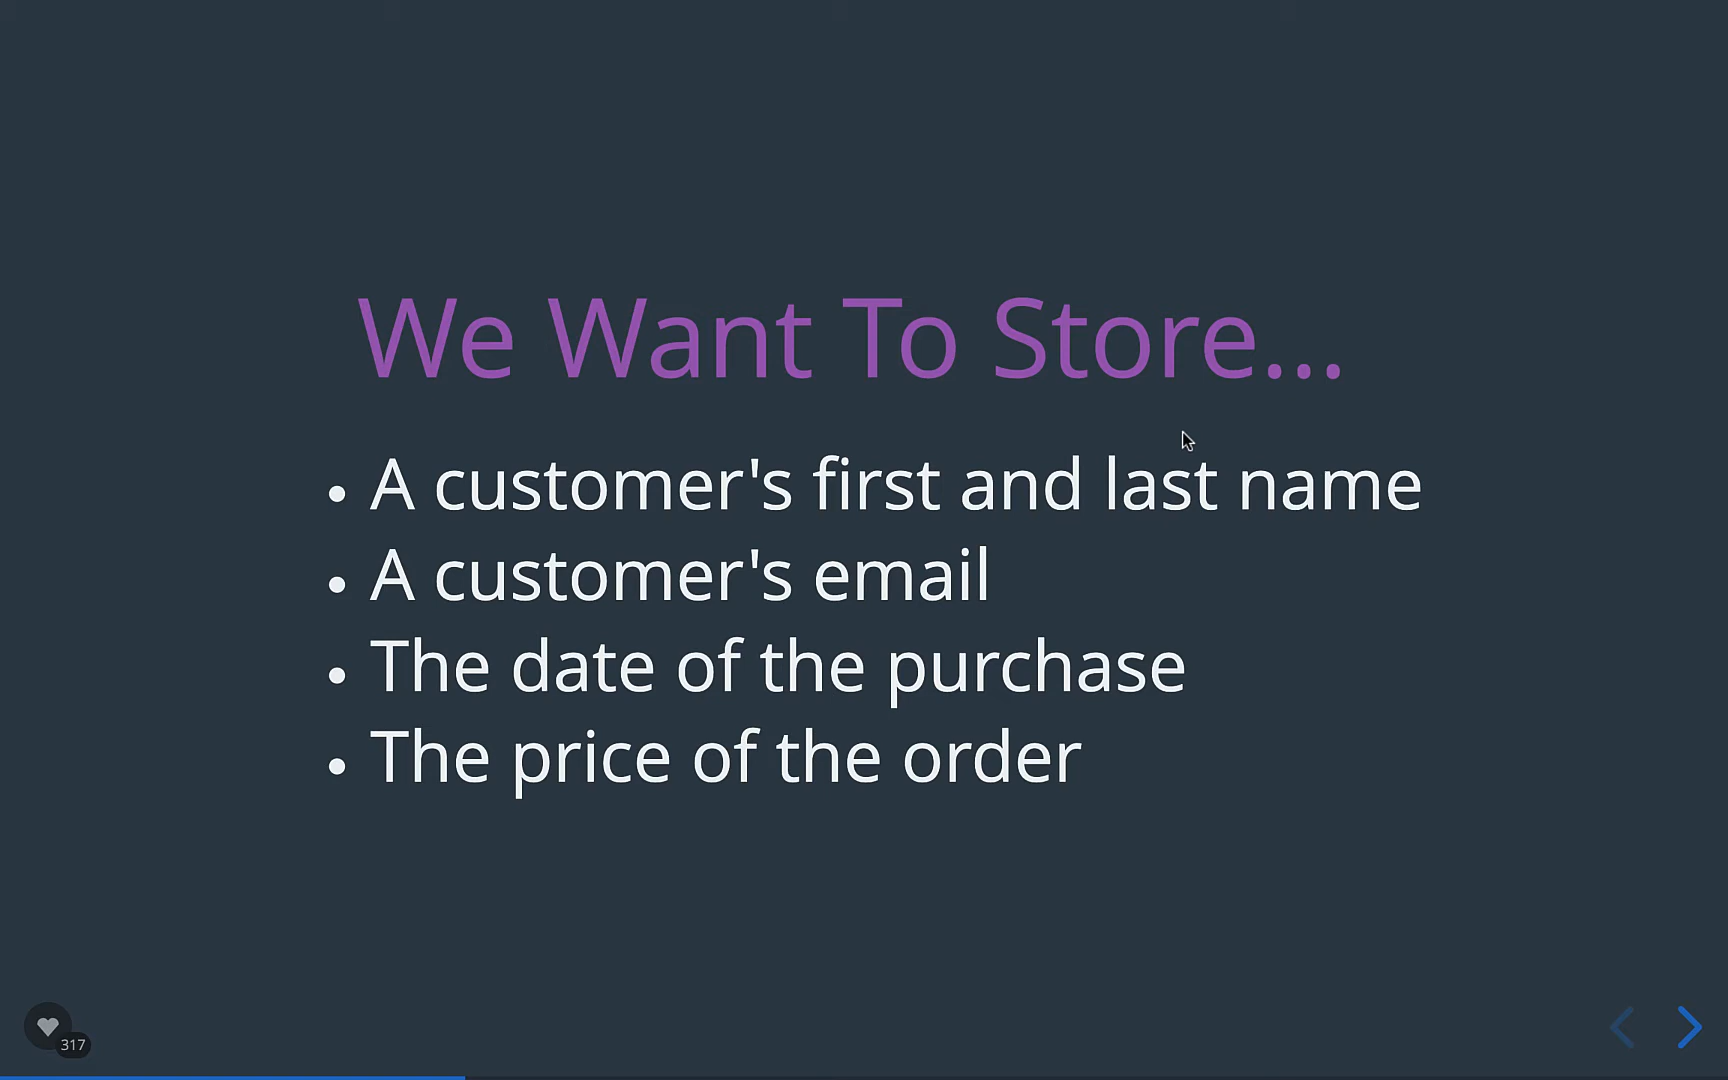 We Want To Store...
• A customer's first and last name
• A customer's email
• The date of the purchase
• The price of the order
317